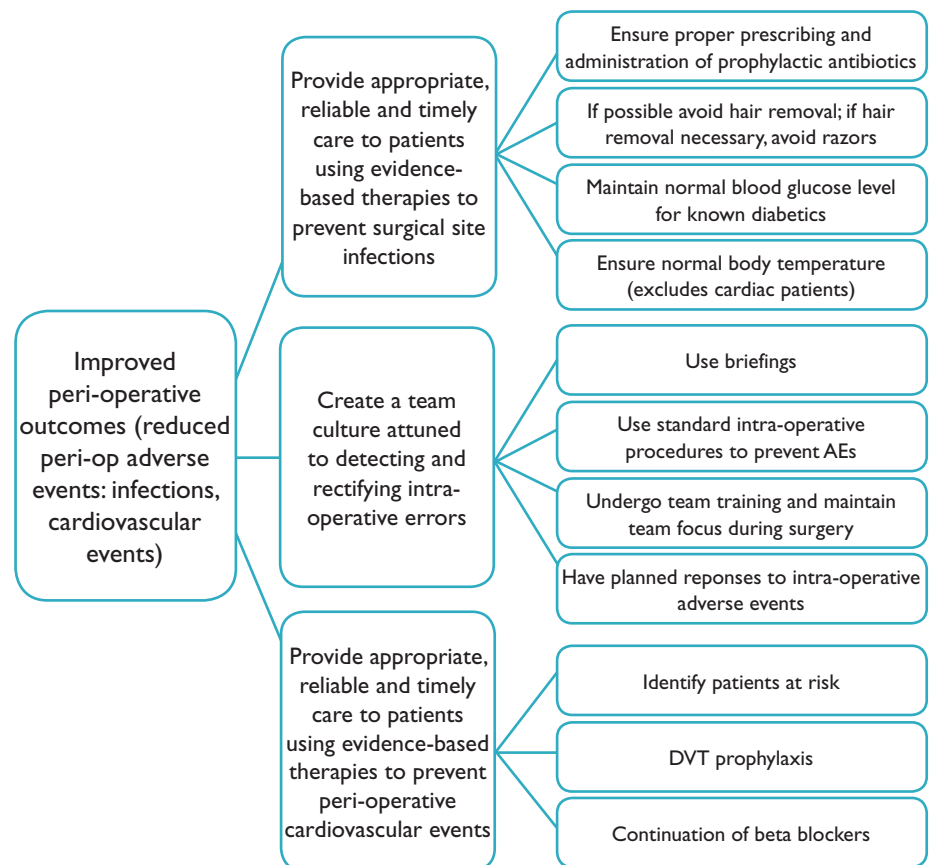 Improved
peri-operative
outcomes (reduced
peri-op adverse
events: infections,
cardiovascular
events)
Provide appropriate,
reliable and timely
care to patients
using evidence-
based therapies to
prevent surgical site
infections
Ensure proper prescribing and
administration of prophylactic antibiotics
If possible avoid hair removal; if hair
removal necessary, avoid razors
Maintain normal blood glucose level
for known diabetics
Ensure normal body temperature
(excludes cardiac patients)
Create a team
culture attuned
to detecting and
rectifying intra-
operative errors
Use briefings
Use standard intra-operative
procedures to prevent AEs
Undergo team training and maintain
team focus during surgery
Have planned reponses to intra-operative
adverse events
Provide appropriate,
reliable and timely
care to patients
using evidence-based
therapies to prevent
peri-operative
cardiovascular events
Identify patients at risk
DVT prophylaxis
Continuation of beta blockers